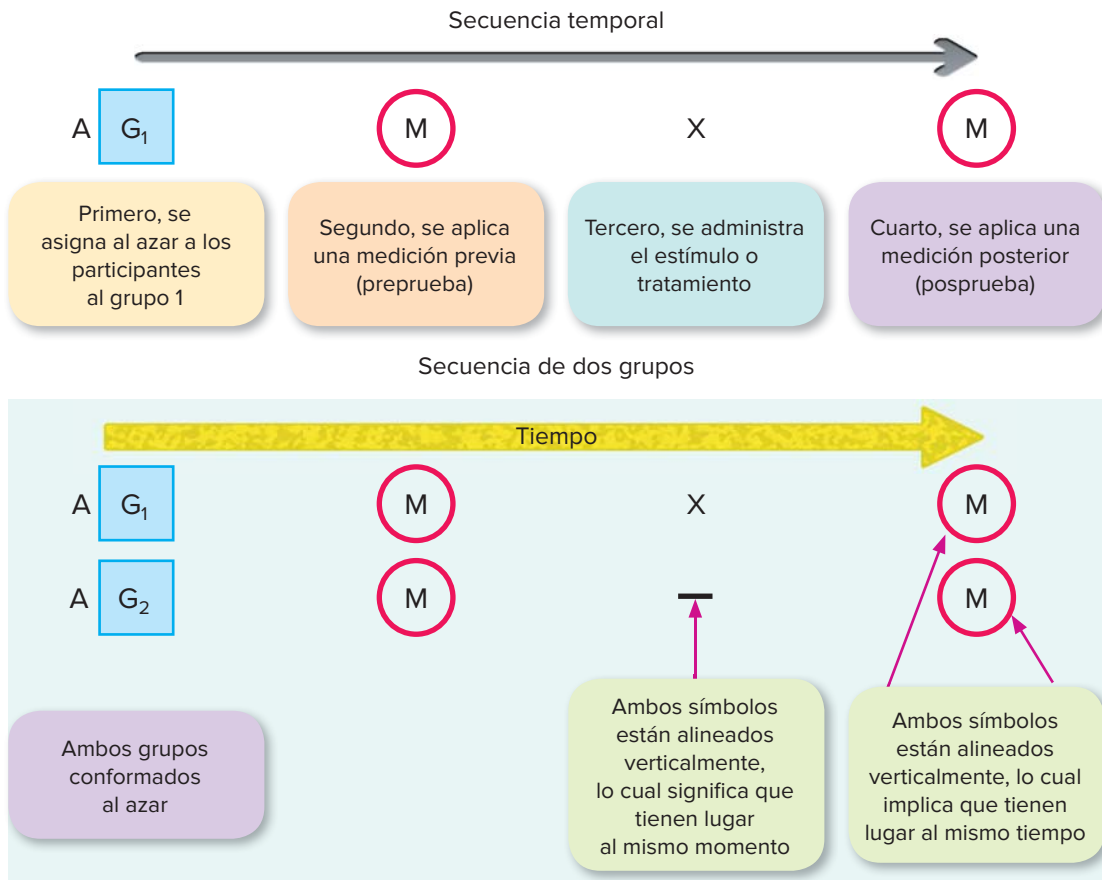 Secuencia temporal
A G₁ M X M
Primero, se
asigna al azar a los
participantes
al grupo 1
Segundo, se aplica
una medición previa
(preprueba)
Tercero, se administra
el estímulo o
tratamiento
Cuarto, se aplica una
medición posterior
(posprueba)
Secuencia de dos grupos
Tiempo
A G₁ M X M
A G₂ M — M
Ambos grupos
conformados
al azar
Ambos símbolos
están alineados
verticalmente,
lo cual significa que
tienen lugar
al mismo momento
Ambos símbolos
están alineados
verticalmente, lo cual
implica que tienen
lugar al mismo tiempo